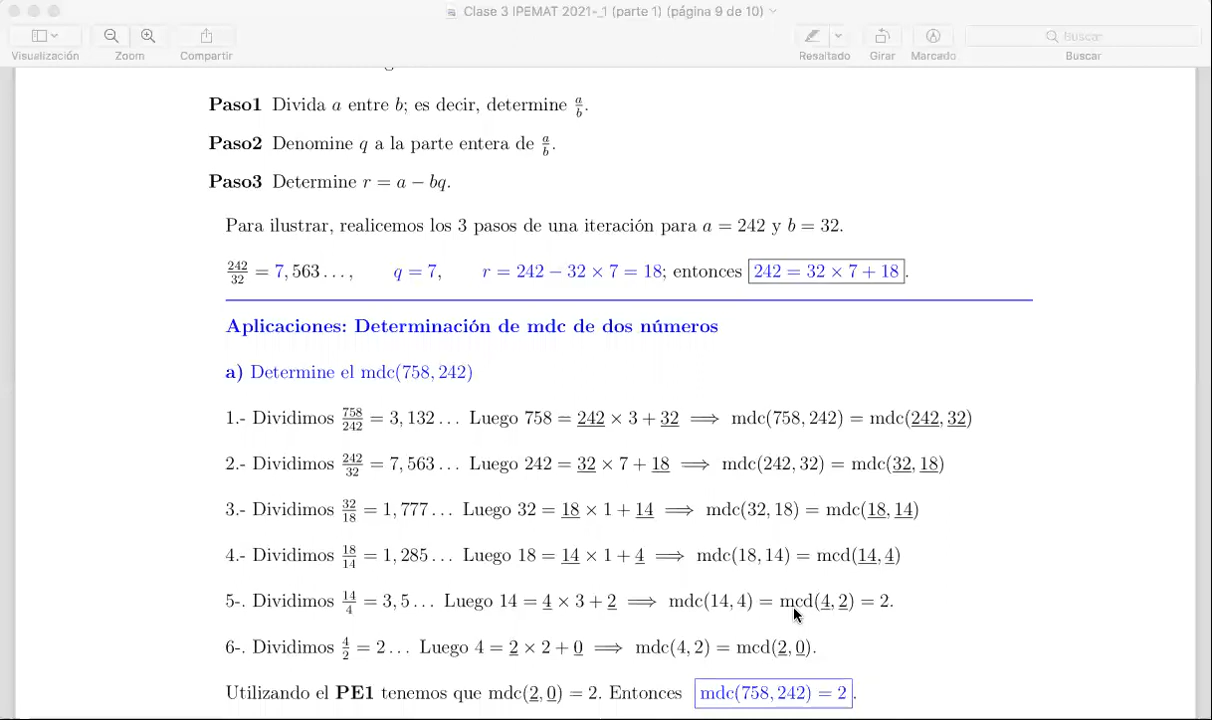 Clase 3 IPEMAT 2021-_1 (parte 1) (página 9 de 10)
Visualización Zoom Compartir Resaltado Girar Marcado Buscar Buscar
Paso1 Divida a entre b; es decir, determine a/b.
Paso2 Denomine q a la parte entera de a/b.
Paso3 Determine r = a − bq.
Para ilustrar, realicemos los 3 pasos de una iteración para a = 242 y b = 32.
242/32 = 7,563..., q = 7, r = 242 − 32 × 7 = 18; entonces 242 = 32 × 7 + 18.
Aplicaciones: Determinación de mdc de dos números
a) Determine el mdc(758, 242)
1.- Dividimos 758/242 = 3,132... Luego 758 = 242 × 3 + 32 ⟹ mdc(758, 242) = mdc(242, 32)
2.- Dividimos 242/32 = 7,563... Luego 242 = 32 × 7 + 18 ⟹ mdc(242, 32) = mdc(32, 18)
3.- Dividimos 32/18 = 1,777... Luego 32 = 18 × 1 + 14 ⟹ mdc(32, 18) = mdc(18, 14)
4.- Dividimos 18/14 = 1,285... Luego 18 = 14 × 1 + 4 ⟹ mdc(18, 14) = mcd(14, 4)
5-. Dividimos 14/4 = 3,5... Luego 14 = 4 × 3 + 2 ⟹ mdc(14, 4) = mcd(4, 2) = 2.
6-. Dividimos 4/2 = 2... Luego 4 = 2 × 2 + 0 ⟹ mdc(4, 2) = mcd(2, 0).
Utilizando el PE1 tenemos que mdc(2, 0) = 2. Entonces mdc(758, 242) = 2.